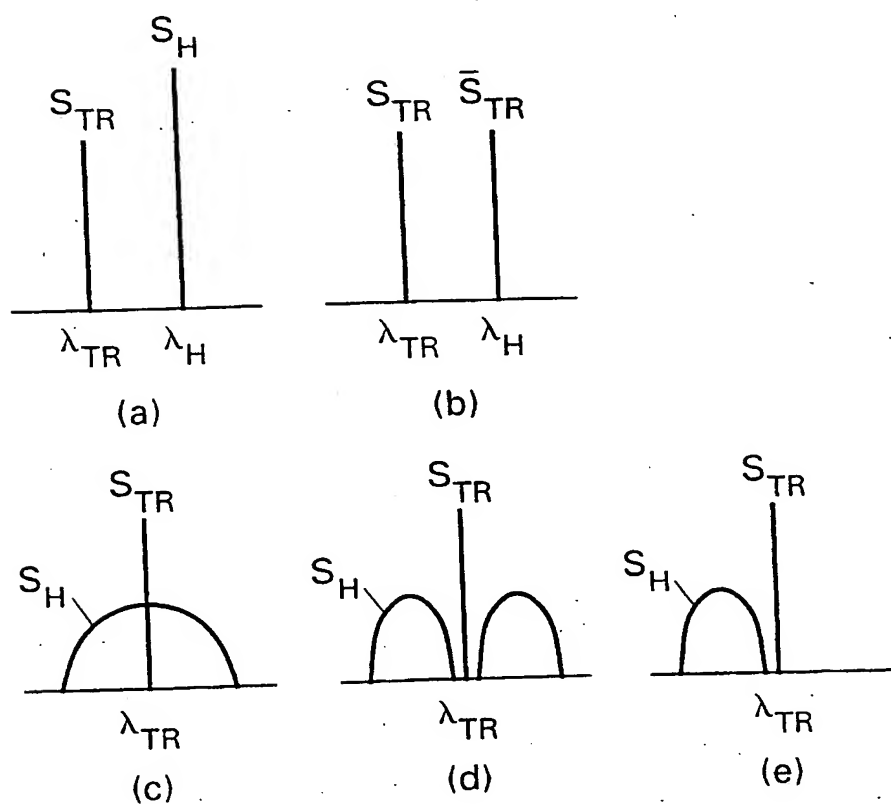 S_H
S_TR
S_TR S̄_TR
λ_TR λ_H
λ_TR λ_H
(a)
(b)
S_TR
S_H
λ_TR
(c)
S_TR
S_H
λ_TR
(d)
S_TR
S_H
λ_TR
(e)